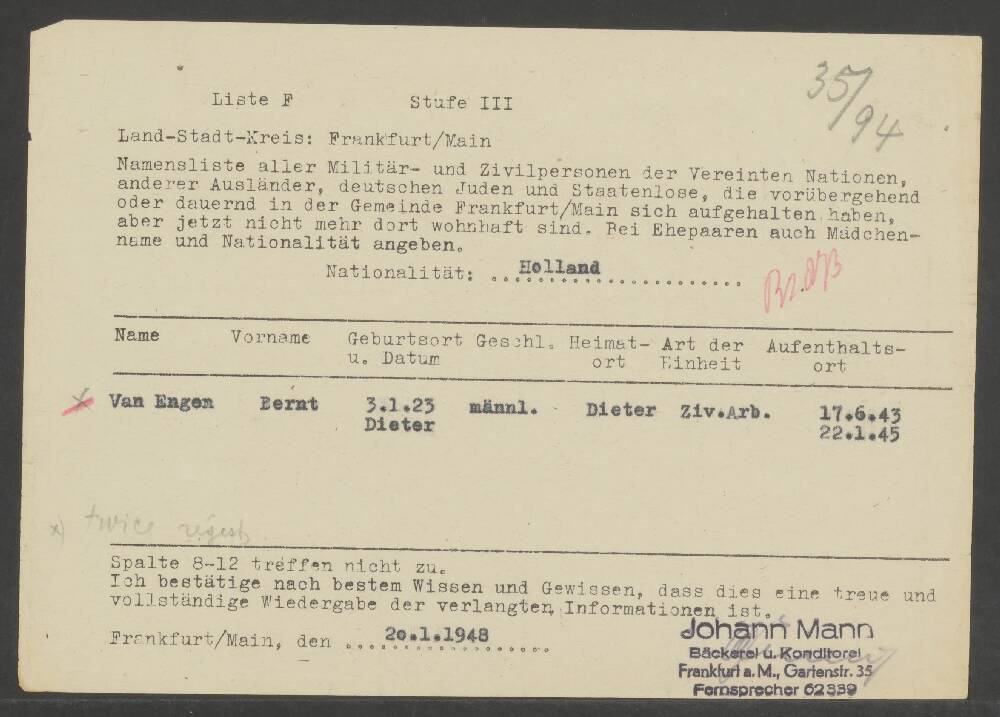 35/94
Liste F Stufe III
Land-Stadt-Kreis: Frankfurt/Main
Namensliste aller Militär- und Zivilpersonen der Vereinten Nationen,
anderer Ausländer, deutschen Juden und Staatenlose, die vorübergehend
oder dauernd in der Gemeinde Frankfurt/Main sich aufgehalten haben,
aber jetzt nicht mehr dort wohnhaft sind. Bei Ehepaaren auch Mädchen-
name und Nationalität angeben.
Nationalität: ..Holland......................
Name Vorname Geburtsort Geschl. Heimat- Art der Aufenthalts-
u. Datum ort Einheit ort
x Van Engen Bernt 3.1.23 männl. Dieter Ziv.Arb. 17.6.43
Dieter 22.1.45
x) twice regest
Spalte 8-12 treffen nicht zu.
Ich bestätige nach bestem Wissen und Gewissen, dass dies eine treue und
vollständige Wiedergabe der verlangten Informationen ist.
Frankfurt/Main, den ...20.1.1948......
Johann Mann
Bäckerei u. Konditorei
Frankfurt a. M., Gartenstr. 35
Fernsprecher 62339